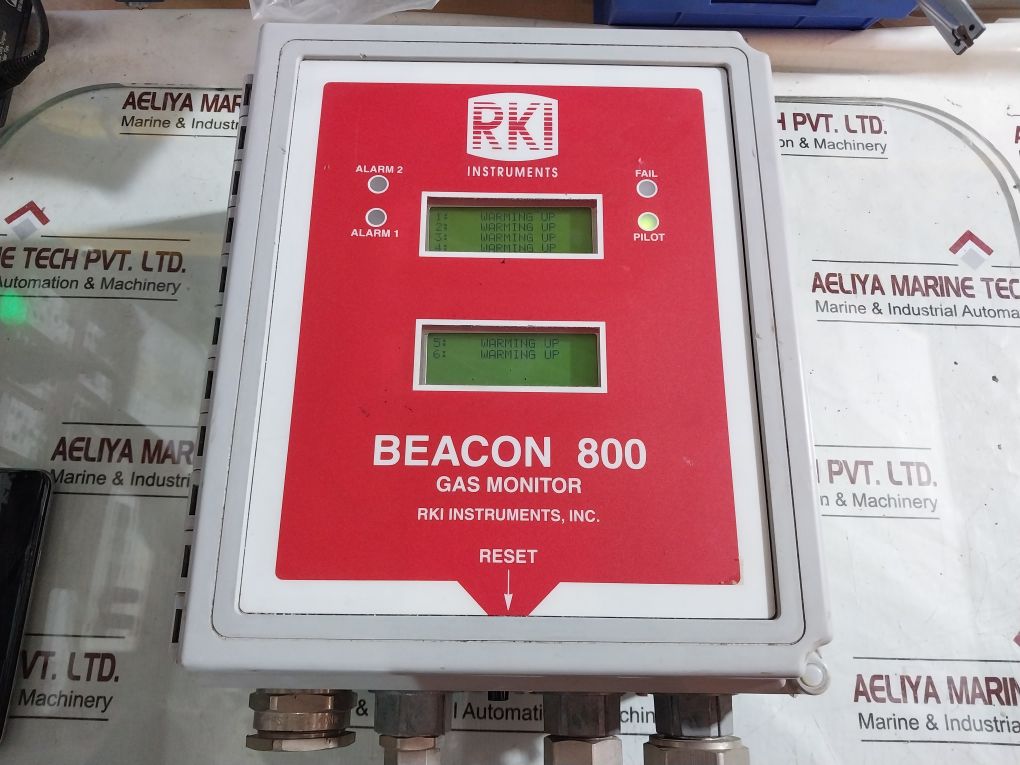 AELIYA MAR
Marine & Industri
H PVT. LTD.
on & Machinery
RKI
INSTRUMENTS
ALARM 2
ALARM 1
FAIL
PILOT
1: WARMING UP
2: WARMING UP
3: WARMING UP
4: WARMING UP
E TECH PVT. LTD.
Automation & Machinery
AELIYA MARINE TEC
Marine & Industrial Automa
5: WARMING UP
6: WARMING UP
BEACON 800
GAS MONITOR
RKI INSTRUMENTS, INC.
RESET
AELIYA MAR
Marine & Industri
PVT. LTD.
n & Machinery
VT. LTD.
Machinery
l Automati
chin
AELIYA MARIN
Marine & Industria